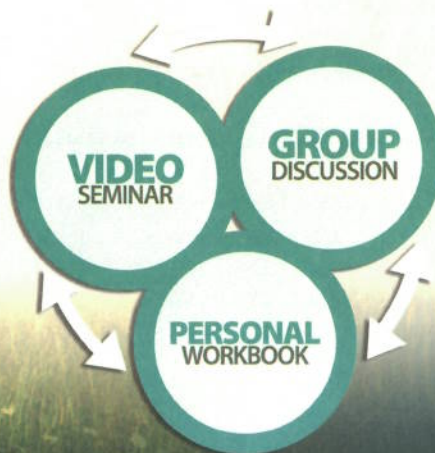 VIDEO
SEMINAR
GROUP
DISCUSSION
PERSONAL
WORKBOOK